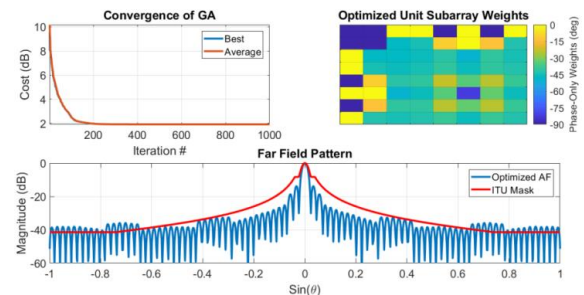 Convergence of GA
Cost (dB)
10
8
6
4
2
Best
Average
200
400
600
800
1000
Iteration #
Optimized Unit Subarray Weights
0
-15
-30
-45
-60
-75
-90
Phase-Only Weights (deg)
Far Field Pattern
Magnitude (dB)
0
-20
-40
-60
Optimized AF
ITU Mask
-1
-0.8
-0.6
-0.4
-0.2
0
0.2
0.4
0.6
0.8
1
Sin(θ)